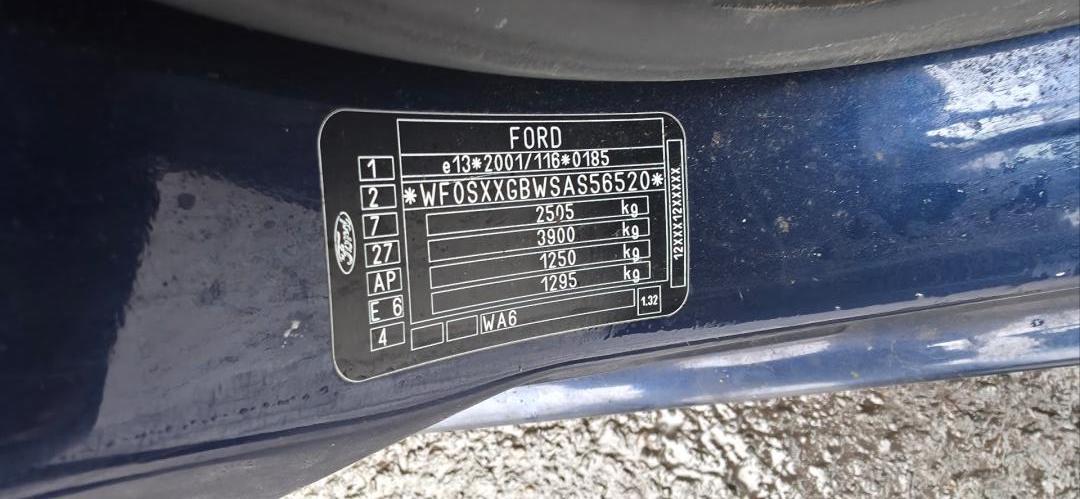 FORD
e13*2001/116*0185
*WF0SXXGBWSAS56520*
2505 kg
3900 kg
1250 kg
1295 kg
1
2
7
27
AP
E 6
4
WA6
1.32
12XXX12XXXXX
Ford